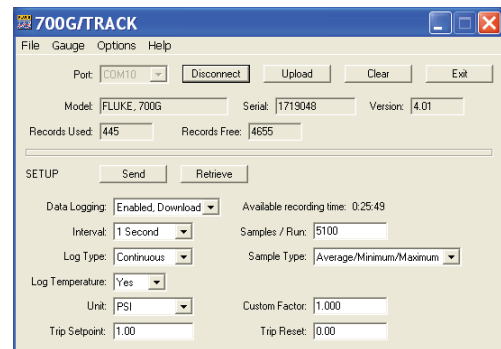 700G/TRACK
File Gauge Options Help
Port: COM10 Disconnect Upload Clear Exit
Model: FLUKE, 700G Serial: 1719048 Version: 4.01
Records Used: 445 Records Free: 4655
SETUP Send Retrieve
Data Logging: Enabled, Download Available recording time: 0:25:49
Interval: 1 Second Samples / Run: 5100
Log Type: Continuous Sample Type: Average/Minimum/Maximum
Log Temperature: Yes
Unit: PSI Custom Factor: 1.000
Trip Setpoint: 1.00 Trip Reset: 0.00